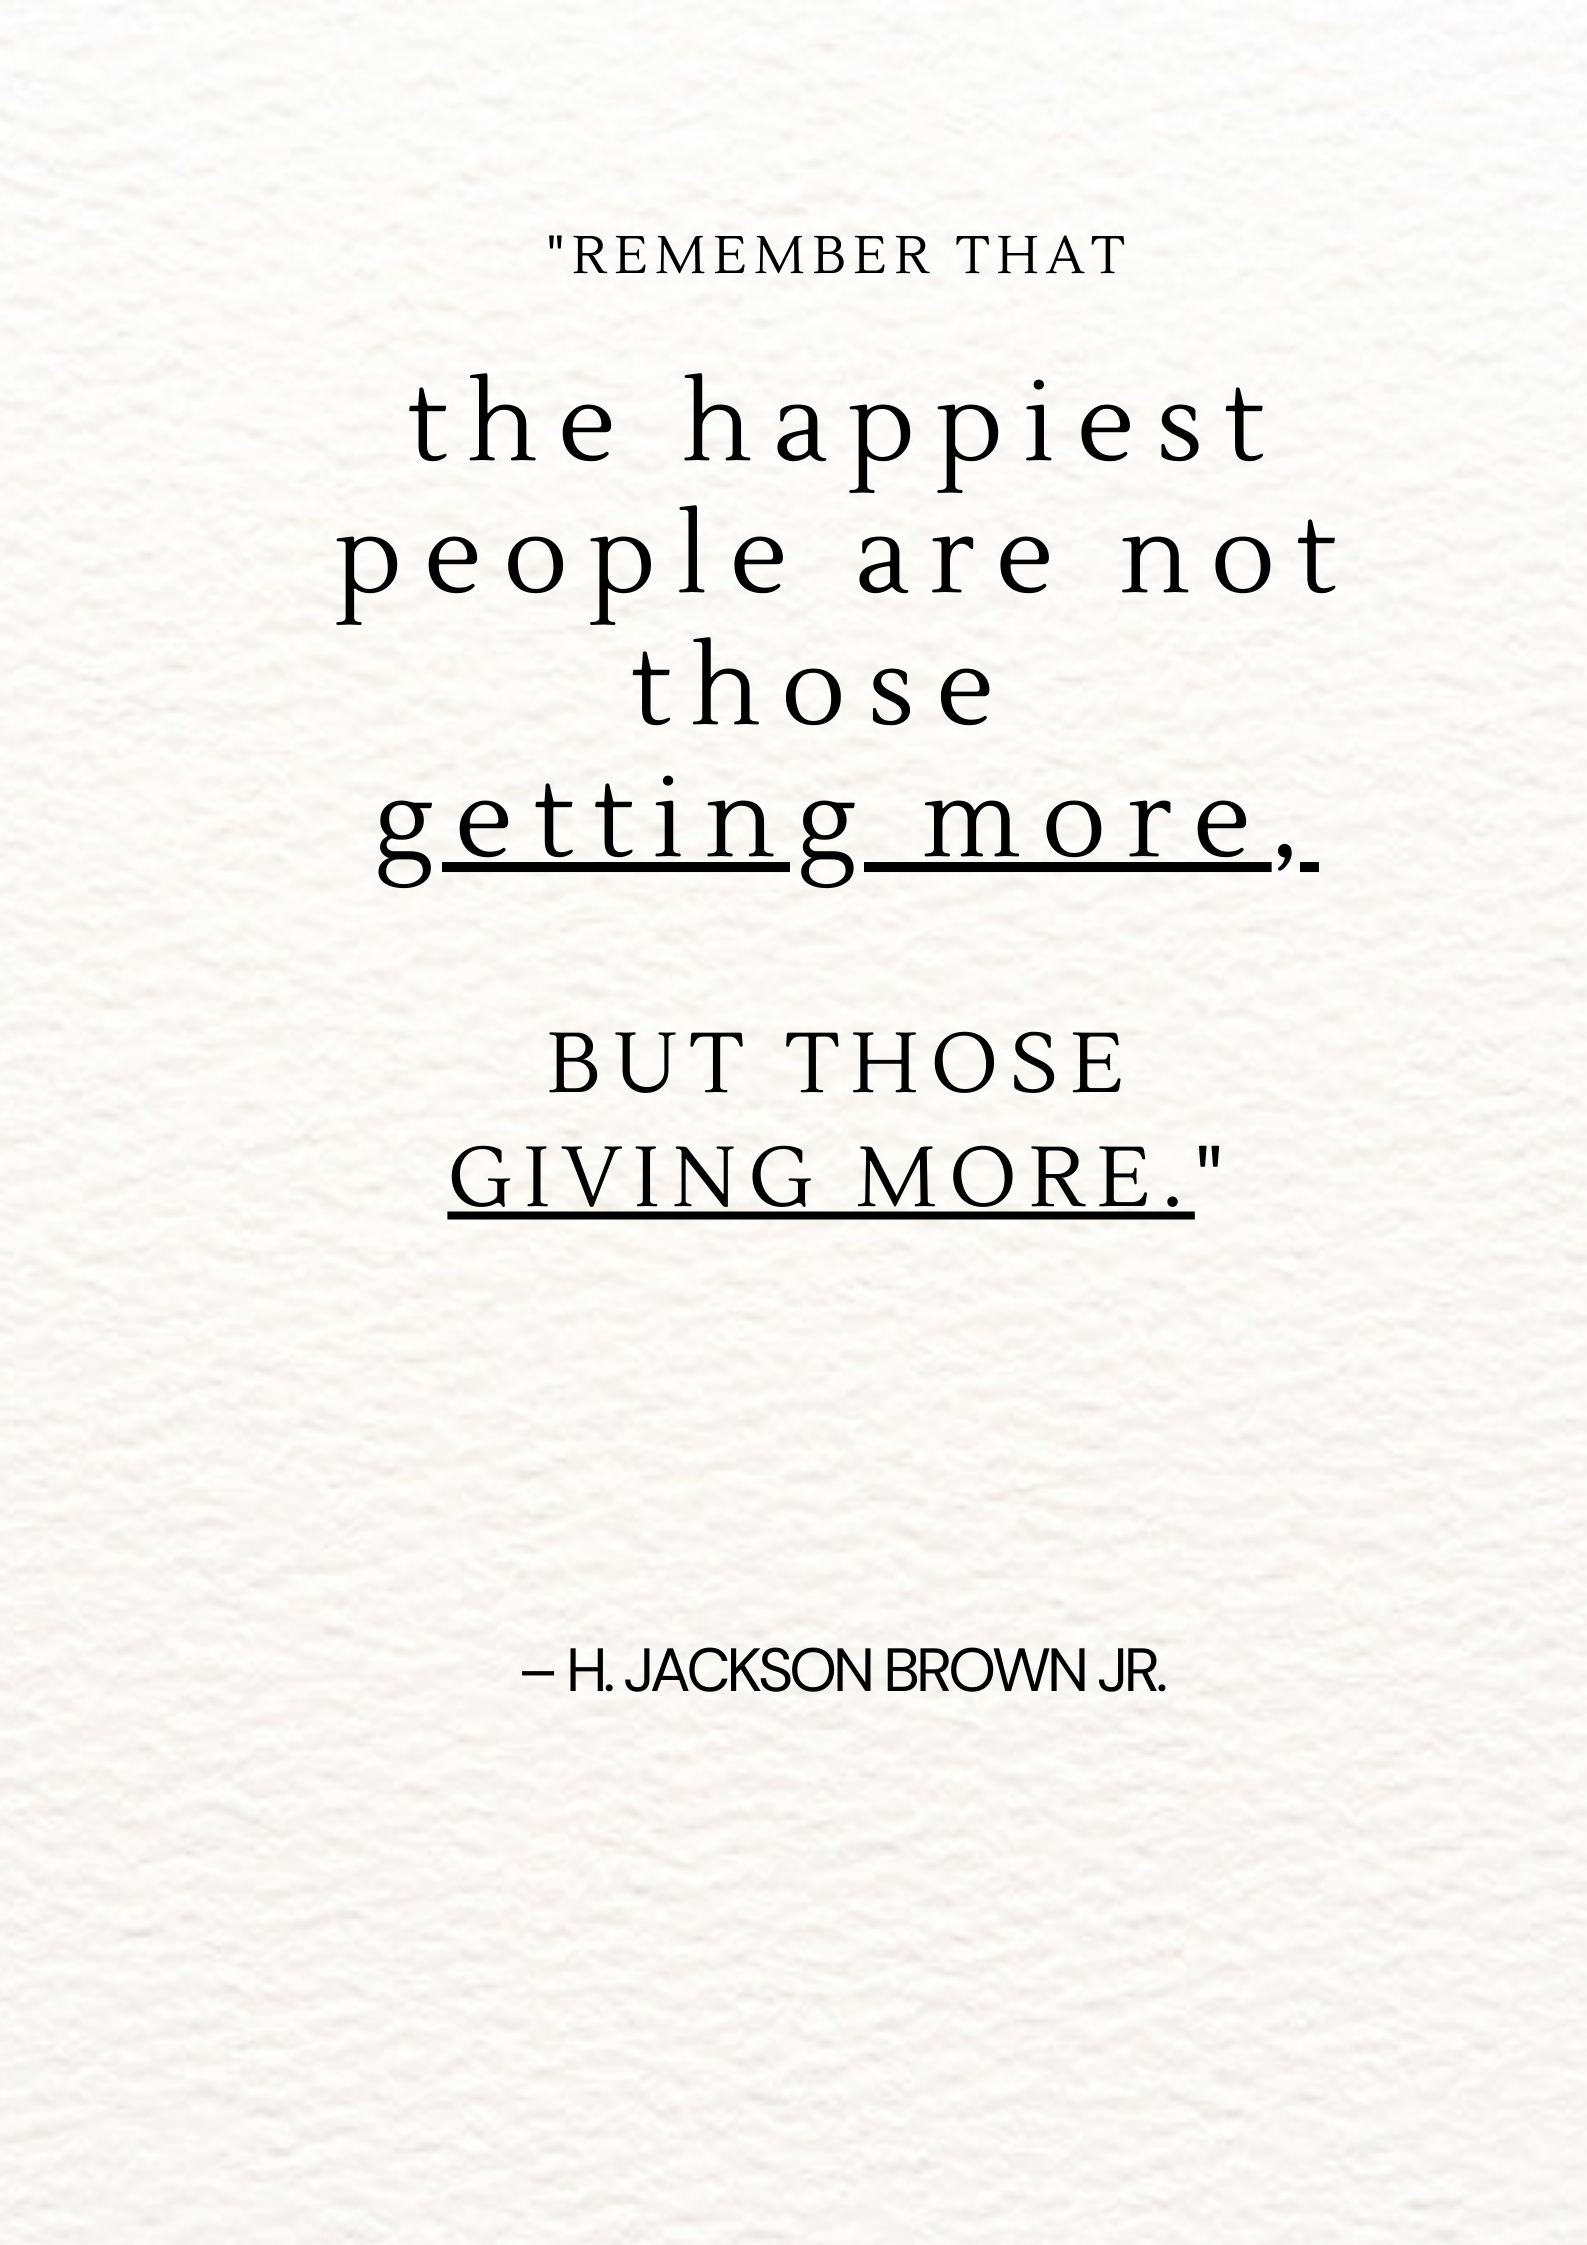 "REMEMBER THAT
the happiest
people are not
those
getting more,
BUT THOSE
GIVING MORE."
– H. JACKSON BROWN JR.